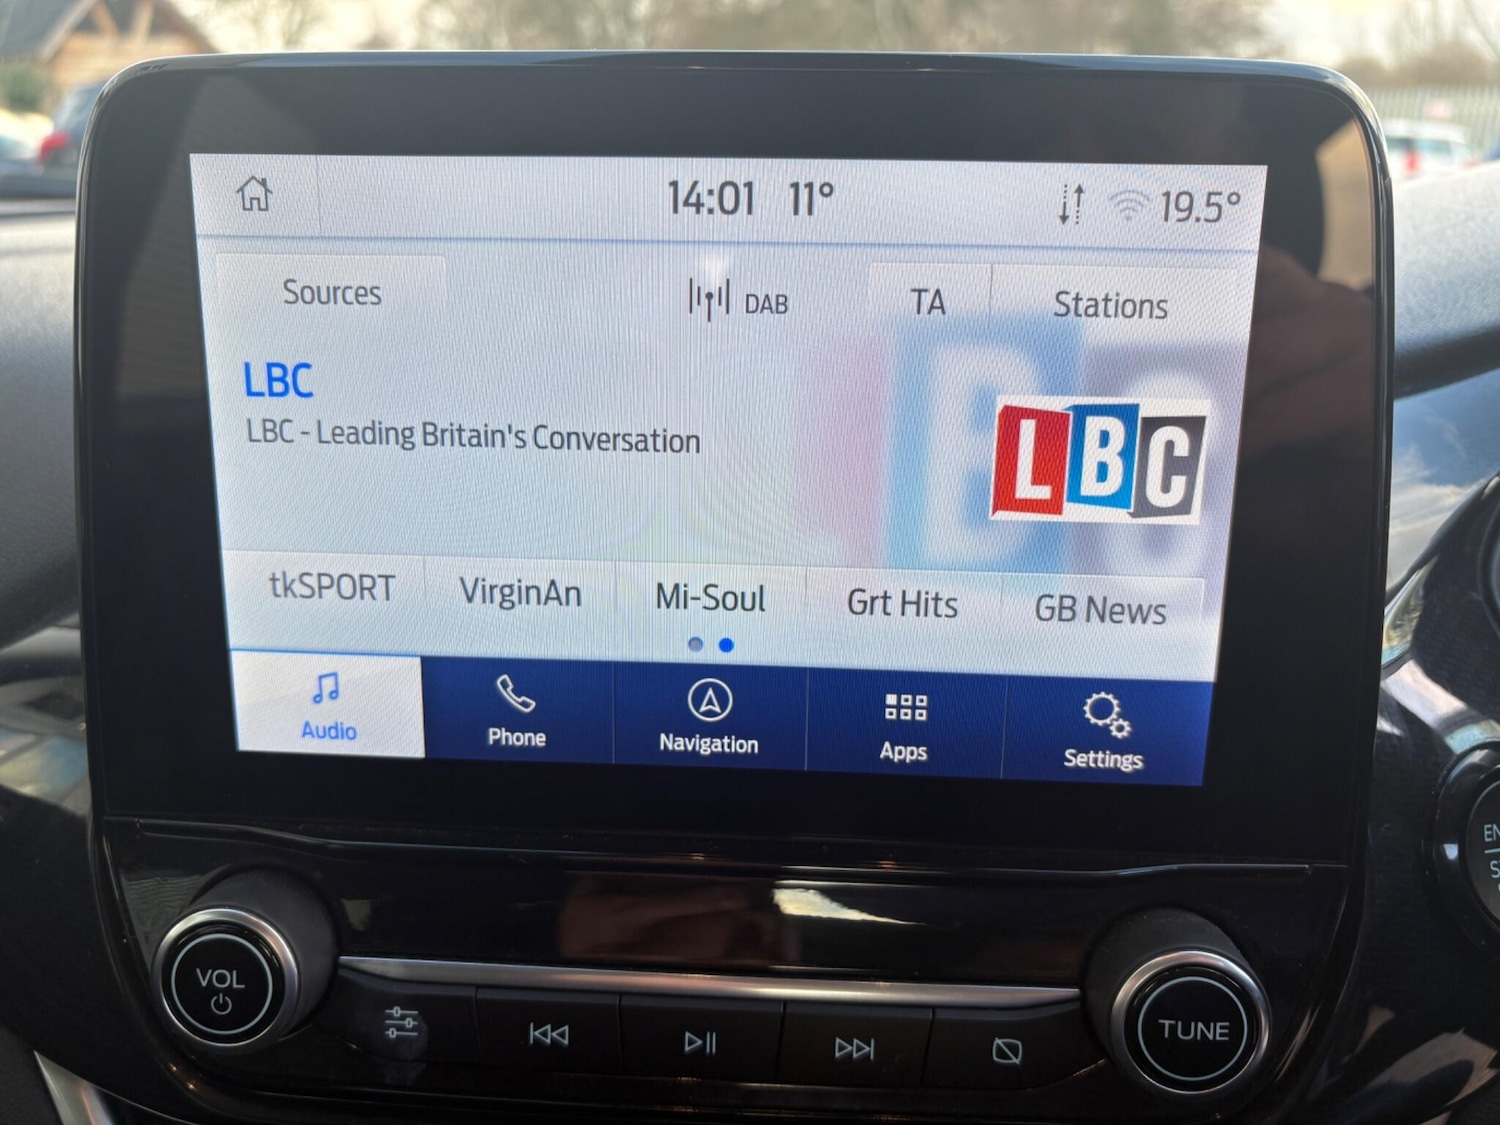 14:01 11° 19.5°
Sources DAB TA Stations
LBC
LBC - Leading Britain's Conversation
LBC
tkSPORT VirginAn Mi-Soul Grt Hits GB News
Audio Phone Navigation Apps Settings
VOL
TUNE